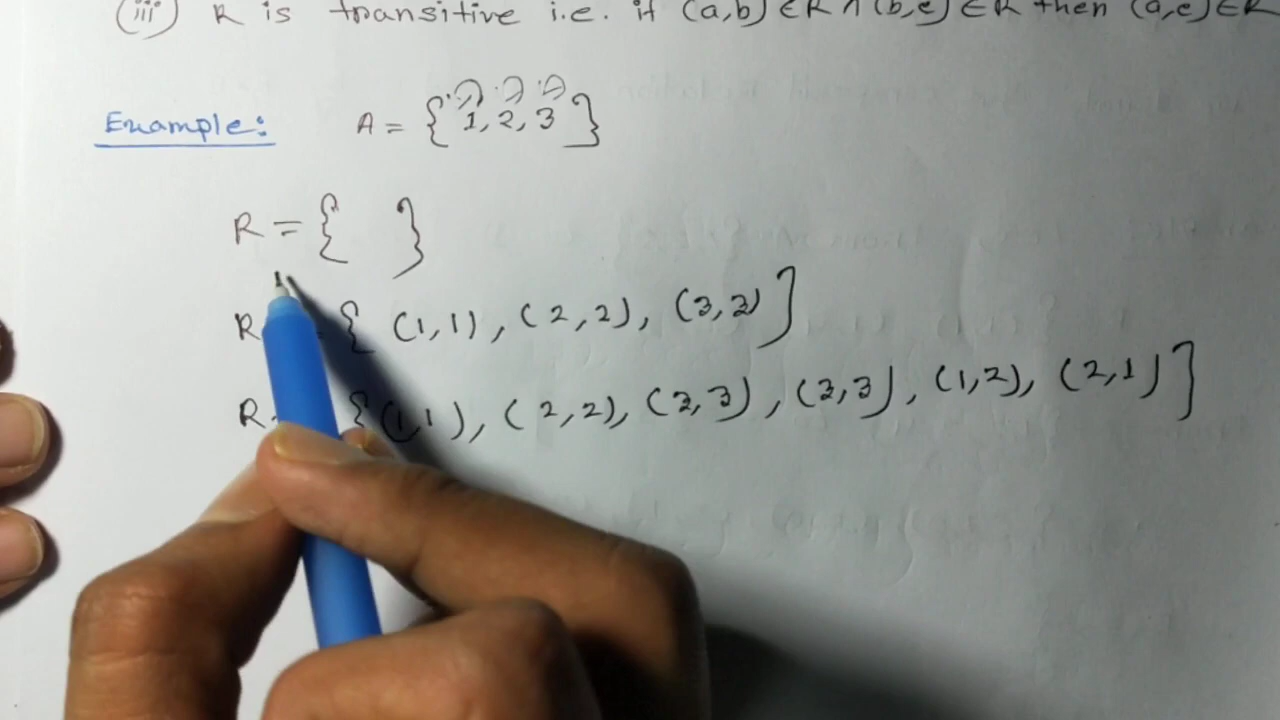 (iii) R is transitive i.e. if (a,b) ∈ R ∧ (b,c) ∈ R then (a,c) ∈ R
Example: A = { 1, 2, 3 }
R = { }
R = { (1,1), (2,2), (3,3) }
R = { (1,1), (2,2), (3,3), (3,3), (1,2), (2,1) }